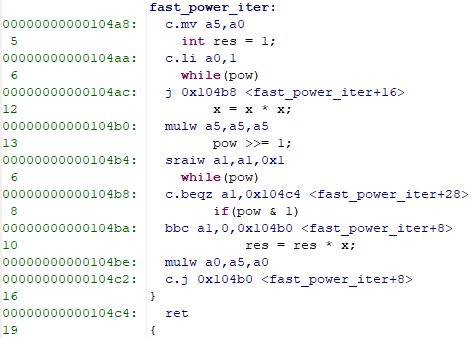 fast_power_iter:
00000000000104a8: c.mv a5,a0
5 int res = 1;
00000000000104aa: c.li a0,1
6 while(pow)
00000000000104ac: j 0x104b8 <fast_power_iter+16>
12 x = x * x;
00000000000104b0: mulw a5,a5,a5
13 pow >>= 1;
00000000000104b4: sraiw a1,a1,0x1
6 while(pow)
00000000000104b8: c.beqz a1,0x104c4 <fast_power_iter+28>
8 if(pow & 1)
00000000000104ba: bbc a1,0,0x104b0 <fast_power_iter+8>
10 res = res * x;
00000000000104be: mulw a0,a5,a0
00000000000104c2: c.j 0x104b0 <fast_power_iter+8>
16 }
00000000000104c4: ret
19 {